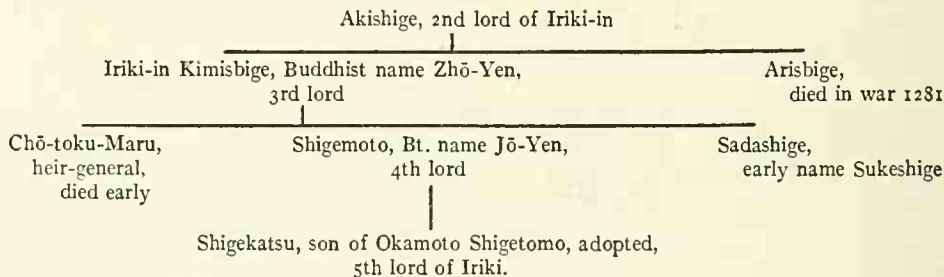 Akishige, 2nd lord of Iriki-in
Iriki-in Kimisbige, Buddhist name Zhō-Yen,
3rd lord
Arisbige,
died in war 1281
Chō-toku-Maru,
heir-general,
died early
Shigemoto, Bt. name Jō-Yen,
4th lord
Sadashige,
early name Sukeshige
Shigekatsu, son of Okamoto Shigetomo, adopted,
5th lord of Iriki.